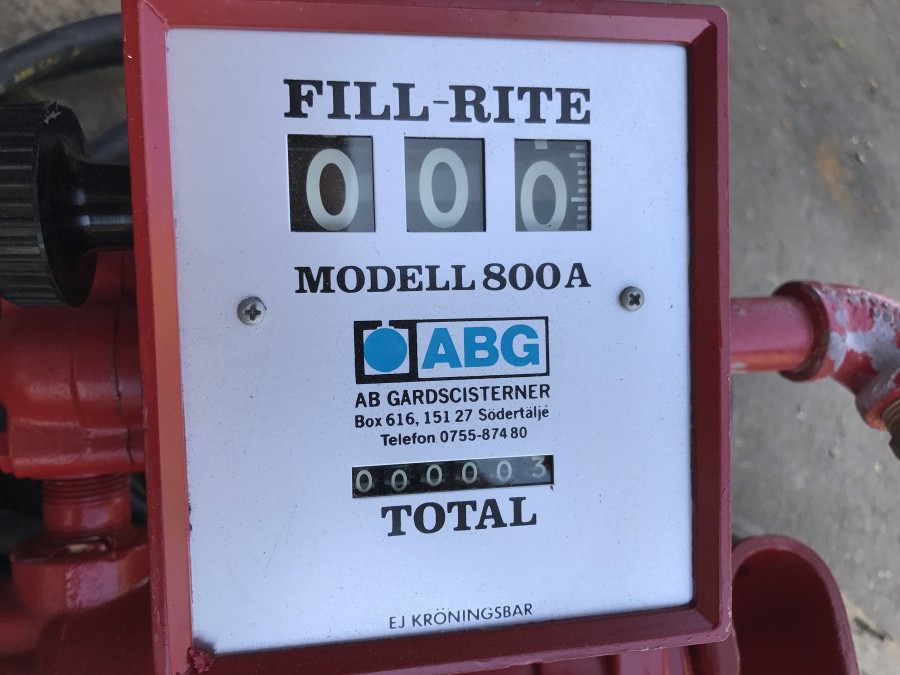 FILL-RITE
000
MODELL 800A
ABG
AB GARDSCISTERNER
Box 616, 151 27 Södertälje
Telefon 0755-874 80
000003
TOTAL
EJ KRÖNINGSBAR